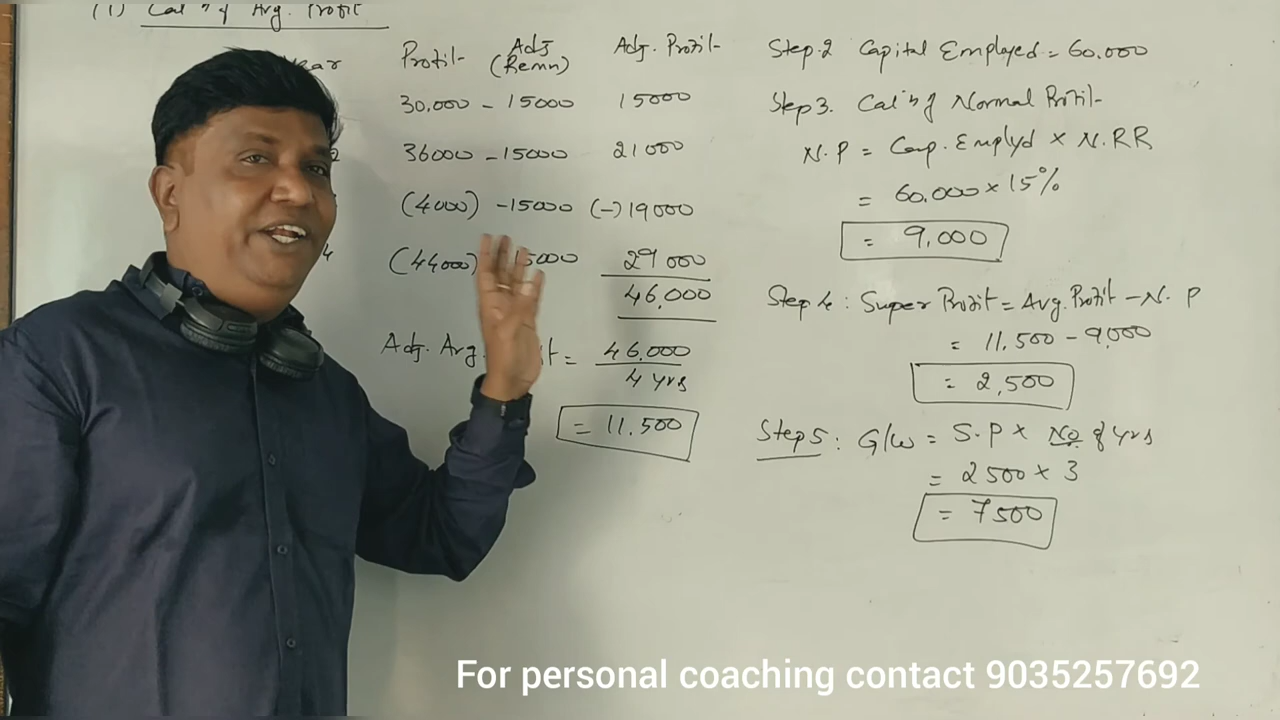 (1) Cal'n of Avg. Profit
Profit Adj (Remn) Adj. Profit
30,000 - 15000 15000
36000 - 15000 21000
(4000) - 15000 (-) 19000
(44000) 15000 29000
46,000
Adj. Avg. = 46,000
4 yrs
= 11,500
Step 2 Capital Employed = 60,000
Step 3. Cal'n of Normal Profit
N.P = Cap. Employd × N.RR
= 60,000 × 15%
= 9,000
Step 4 : Super Profit = Avg. Profit - N. P
= 11,500 - 9,000
= 2,500
Step 5 : G/w = S.P × No of yrs
= 2500 × 3
= 7500
For personal coaching contact 9035257692